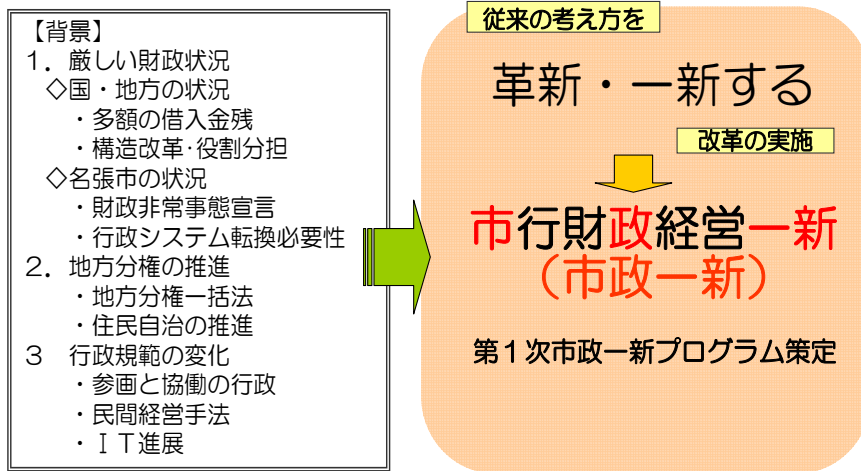 【背景】
１．厳しい財政状況
◇国・地方の状況
・多額の借入金残
・構造改革・役割分担
◇名張市の状況
・財政非常事態宣言
・行政システム転換必要性
２．地方分権の推進
・地方分権一括法
・住民自治の推進
３　行政規範の変化
・参画と協働の行政
・民間経営手法
・ＩＴ進展
従来の考え方を
革新・一新する
改革の実施
市行財政経営一新
（市政一新）
第１次市政一新プログラム策定